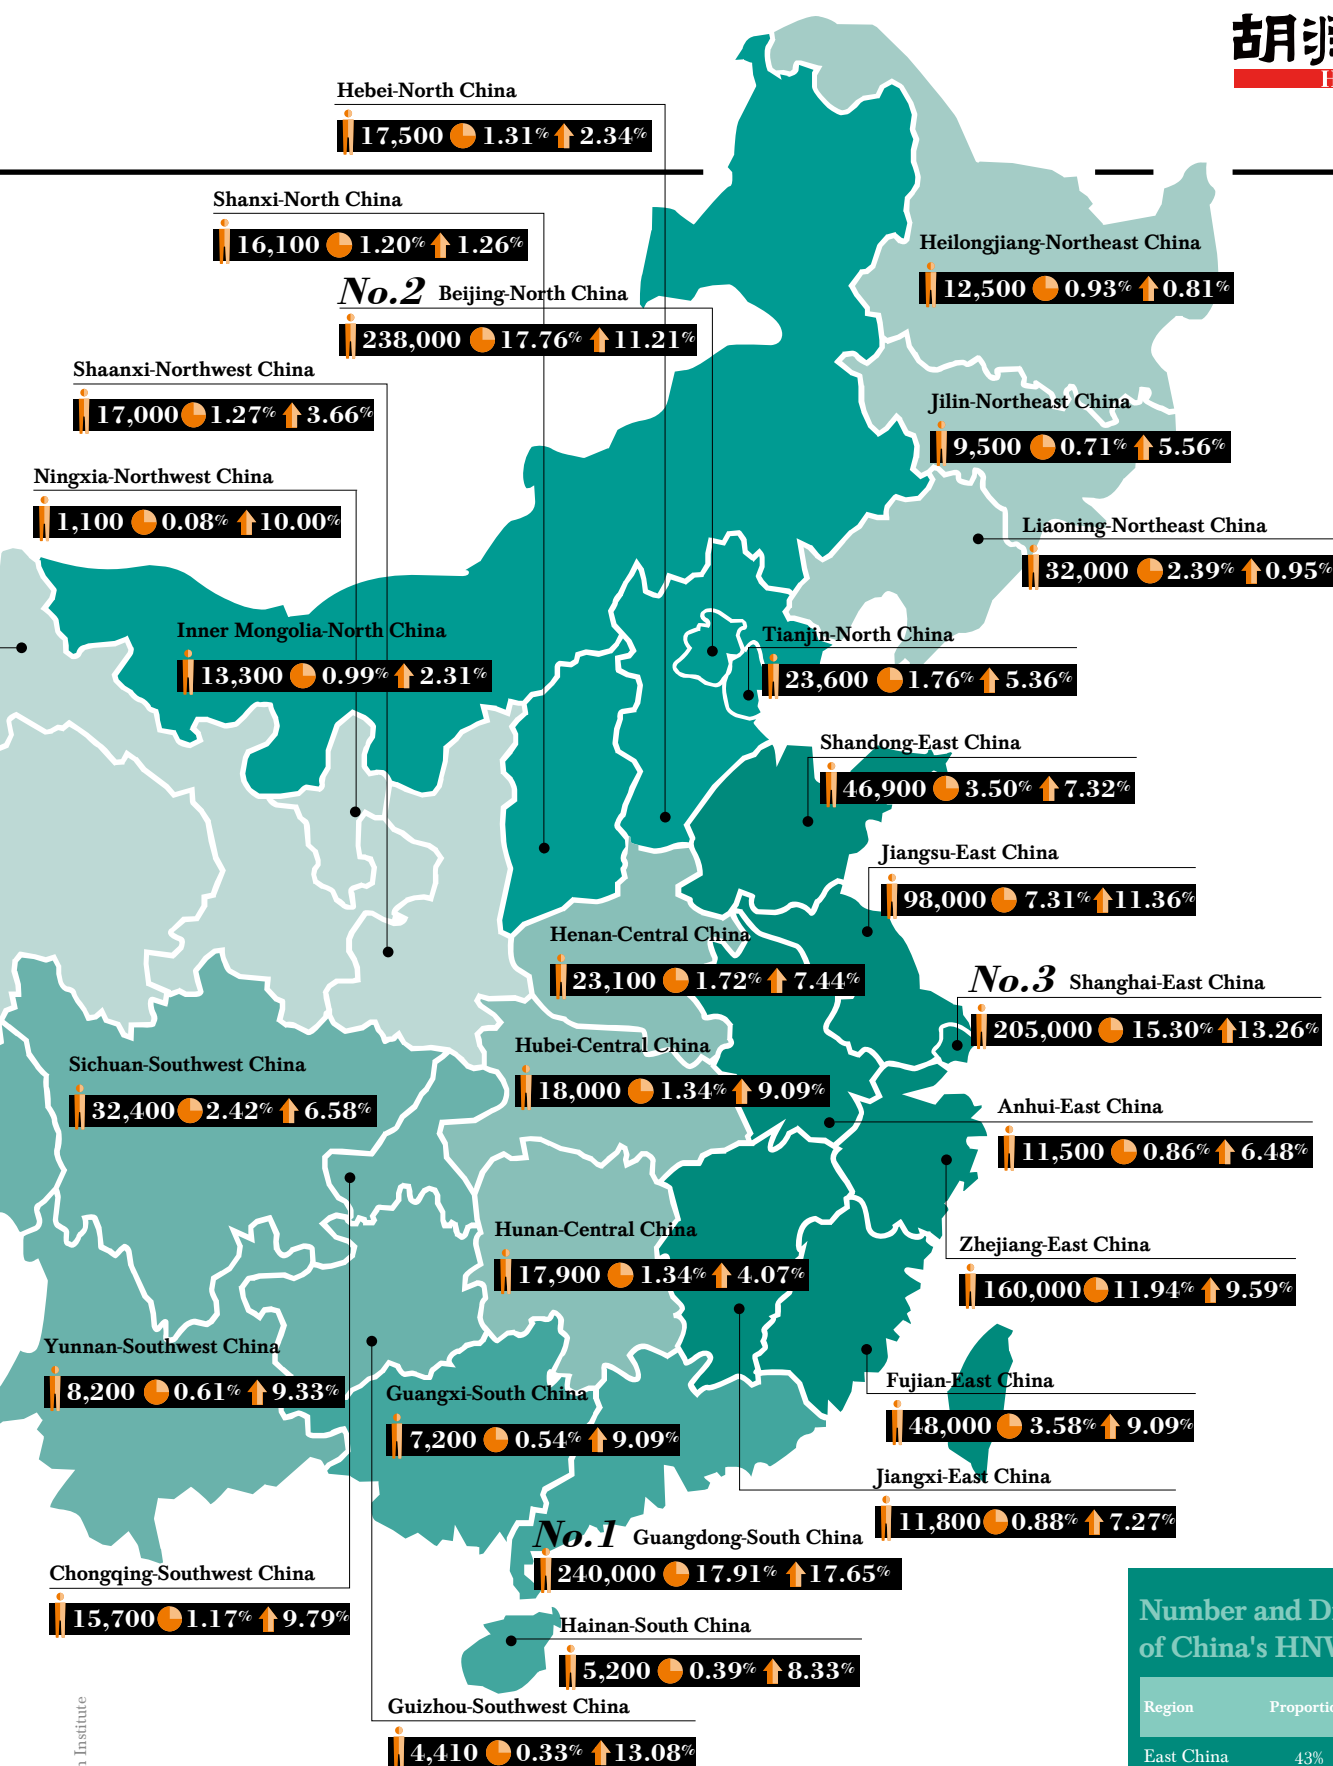 胡润
Hebei-North China
17,500 1.31% 2.34%
Shanxi-North China
16,100 1.20% 1.26%
Heilongjiang-Northeast China
12,500 0.93% 0.81%
No.2 Beijing-North China
238,000 17.76% 11.21%
Shaanxi-Northwest China
17,000 1.27% 3.66%
Jilin-Northeast China
9,500 0.71% 5.56%
Ningxia-Northwest China
1,100 0.08% 10.00%
Liaoning-Northeast China
32,000 2.39% 0.95%
Inner Mongolia-North China
13,300 0.99% 2.31%
Tianjin-North China
23,600 1.76% 5.36%
Shandong-East China
46,900 3.50% 7.32%
Jiangsu-East China
98,000 7.31% 11.36%
Henan-Central China
23,100 1.72% 7.44%
No.3 Shanghai-East China
205,000 15.30% 13.26%
Hubei-Central China
18,000 1.34% 9.09%
Sichuan-Southwest China
32,400 2.42% 6.58%
Anhui-East China
11,500 0.86% 6.48%
Hunan-Central China
17,900 1.34% 4.07%
Zhejiang-East China
160,000 11.94% 9.59%
Yunnan-Southwest China
8,200 0.61% 9.33%
Guangxi-South China
7,200 0.54% 9.09%
Fujian-East China
48,000 3.58% 9.09%
Jiangxi-East China
11,800 0.88% 7.27%
No.1 Guangdong-South China
240,000 17.91% 17.65%
Chongqing-Southwest China
15,700 1.17% 9.79%
Hainan-South China
5,200 0.39% 8.33%
Guizhou-Southwest China
4,410 0.33% 13.08%
Number and D
of China's HNW
Region Proportio
East China 43%
Institute